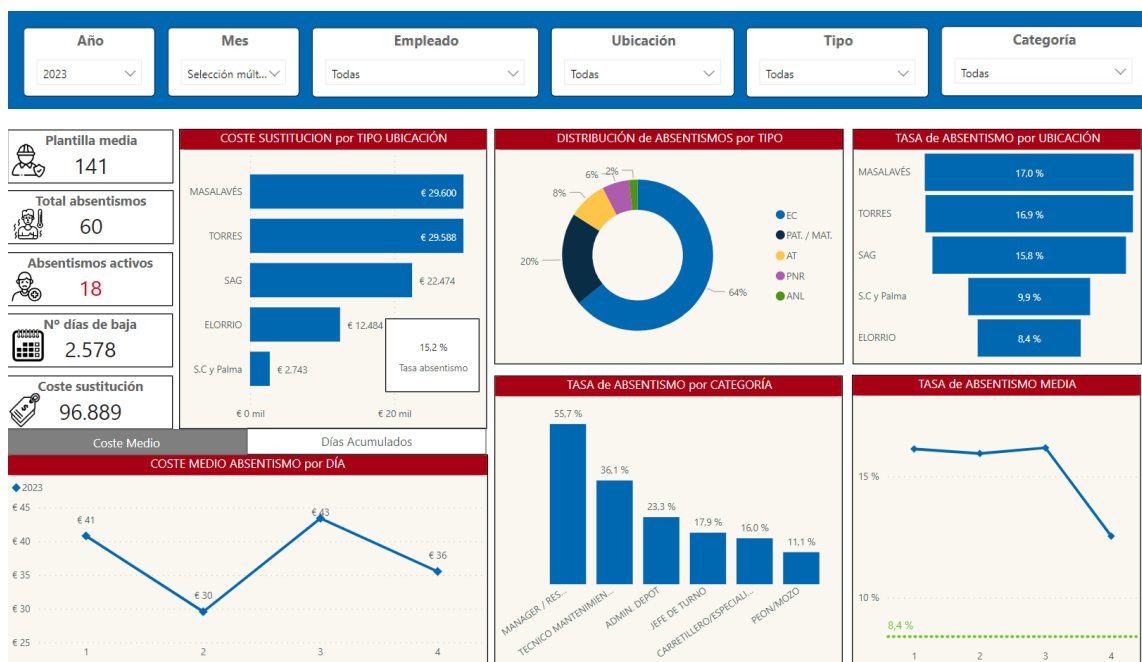 Año
Mes
Empleado
Ubicación
Tipo
Categoría
2023
Selección múlt...
Todas
Todas
Todas
Todas
Plantilla media
141
Total absentismos
60
Absentismos activos
18
Nº días de baja
2.578
Coste sustitución
96.889
COSTE SUSTITUCION por TIPO UBICACIÓN
MASALAVÉS
€ 29.600
TORRES
€ 29.588
SAG
€ 22.474
ELORRIO
€ 12.484
S.C y Palma
€ 2.743
€ 0 mil
€ 20 mil
15,2 %
Tasa absentismo
DISTRIBUCIÓN de ABSENTISMOS por TIPO
2%
6%
8%
20%
64%
EC
PAT. / MAT.
AT
PNR
ANL
TASA de ABSENTISMO por UBICACIÓN
MASALAVÉS
17,0 %
TORRES
16,9 %
SAG
15,8 %
S.C y Palma
9,9 %
ELORRIO
8,4 %
Coste Medio
Días Acumulados
COSTE MEDIO ABSENTISMO por DÍA
2023
€ 45
€ 40
€ 35
€ 30
€ 25
€ 41
€ 30
€ 43
€ 36
1
2
3
4
TASA de ABSENTISMO por CATEGORÍA
55,7 %
36,1 %
23,3 %
17,9 %
16,0 %
11,1 %
MANAGER / RES...
TECNICO MANTENIMIEN...
ADMIN. DEPOT
JEFE DE TURNO
CARRETILLERO/ESPECIALI...
PEON/MOZO
TASA de ABSENTISMO MEDIA
15 %
10 %
8,4 %
1
2
3
4